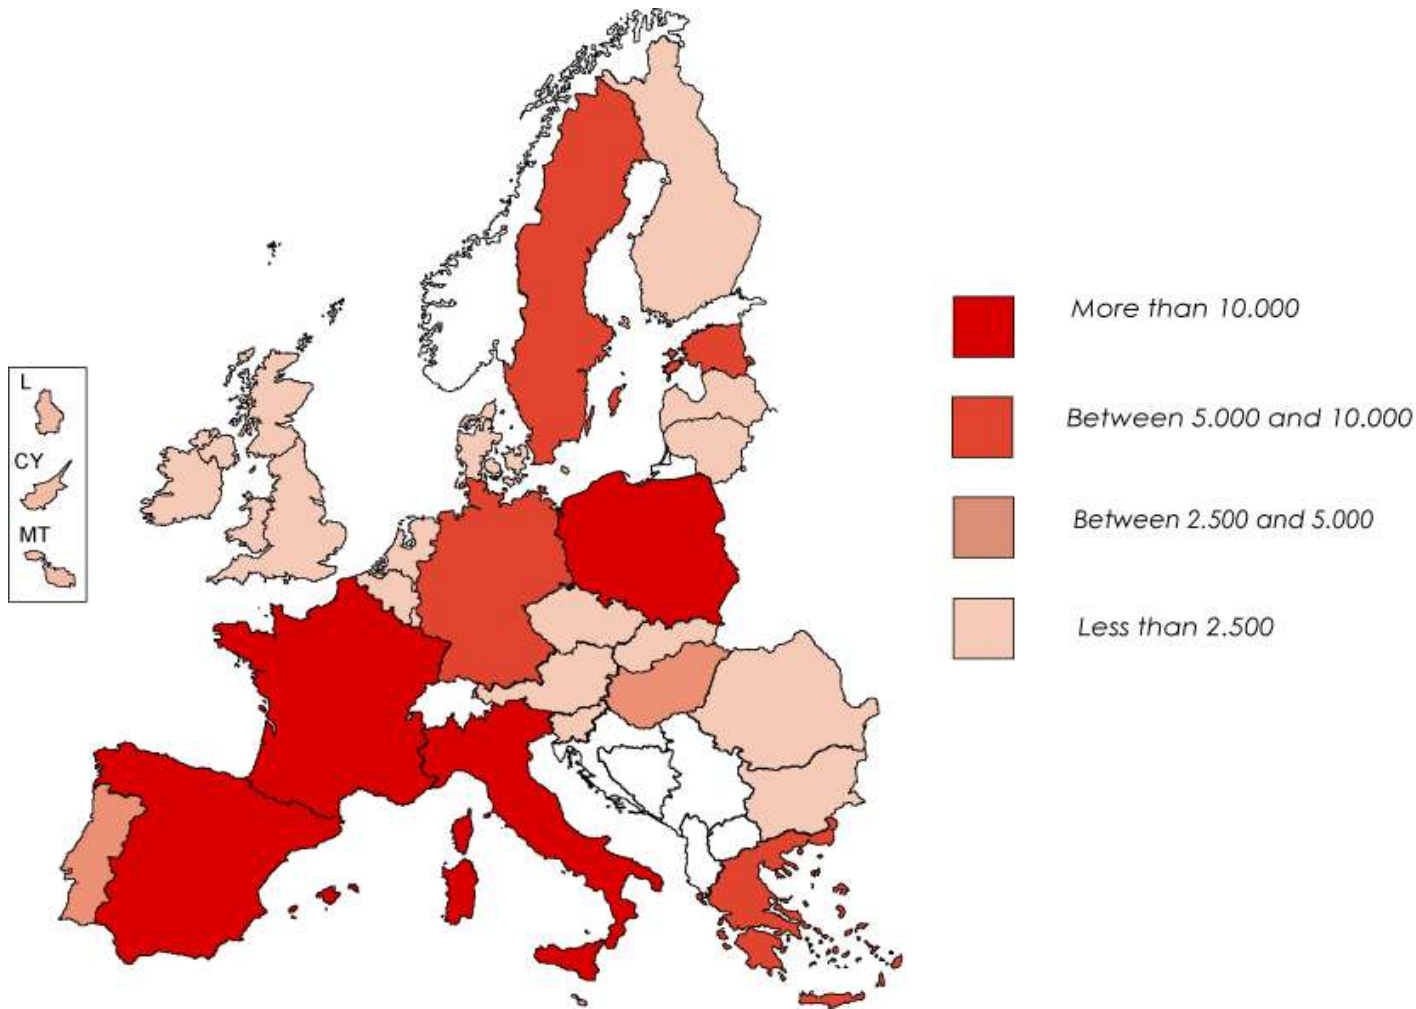 L
CY
MT
More than 10.000
Between 5.000 and 10.000
Between 2.500 and 5.000
Less than 2.500